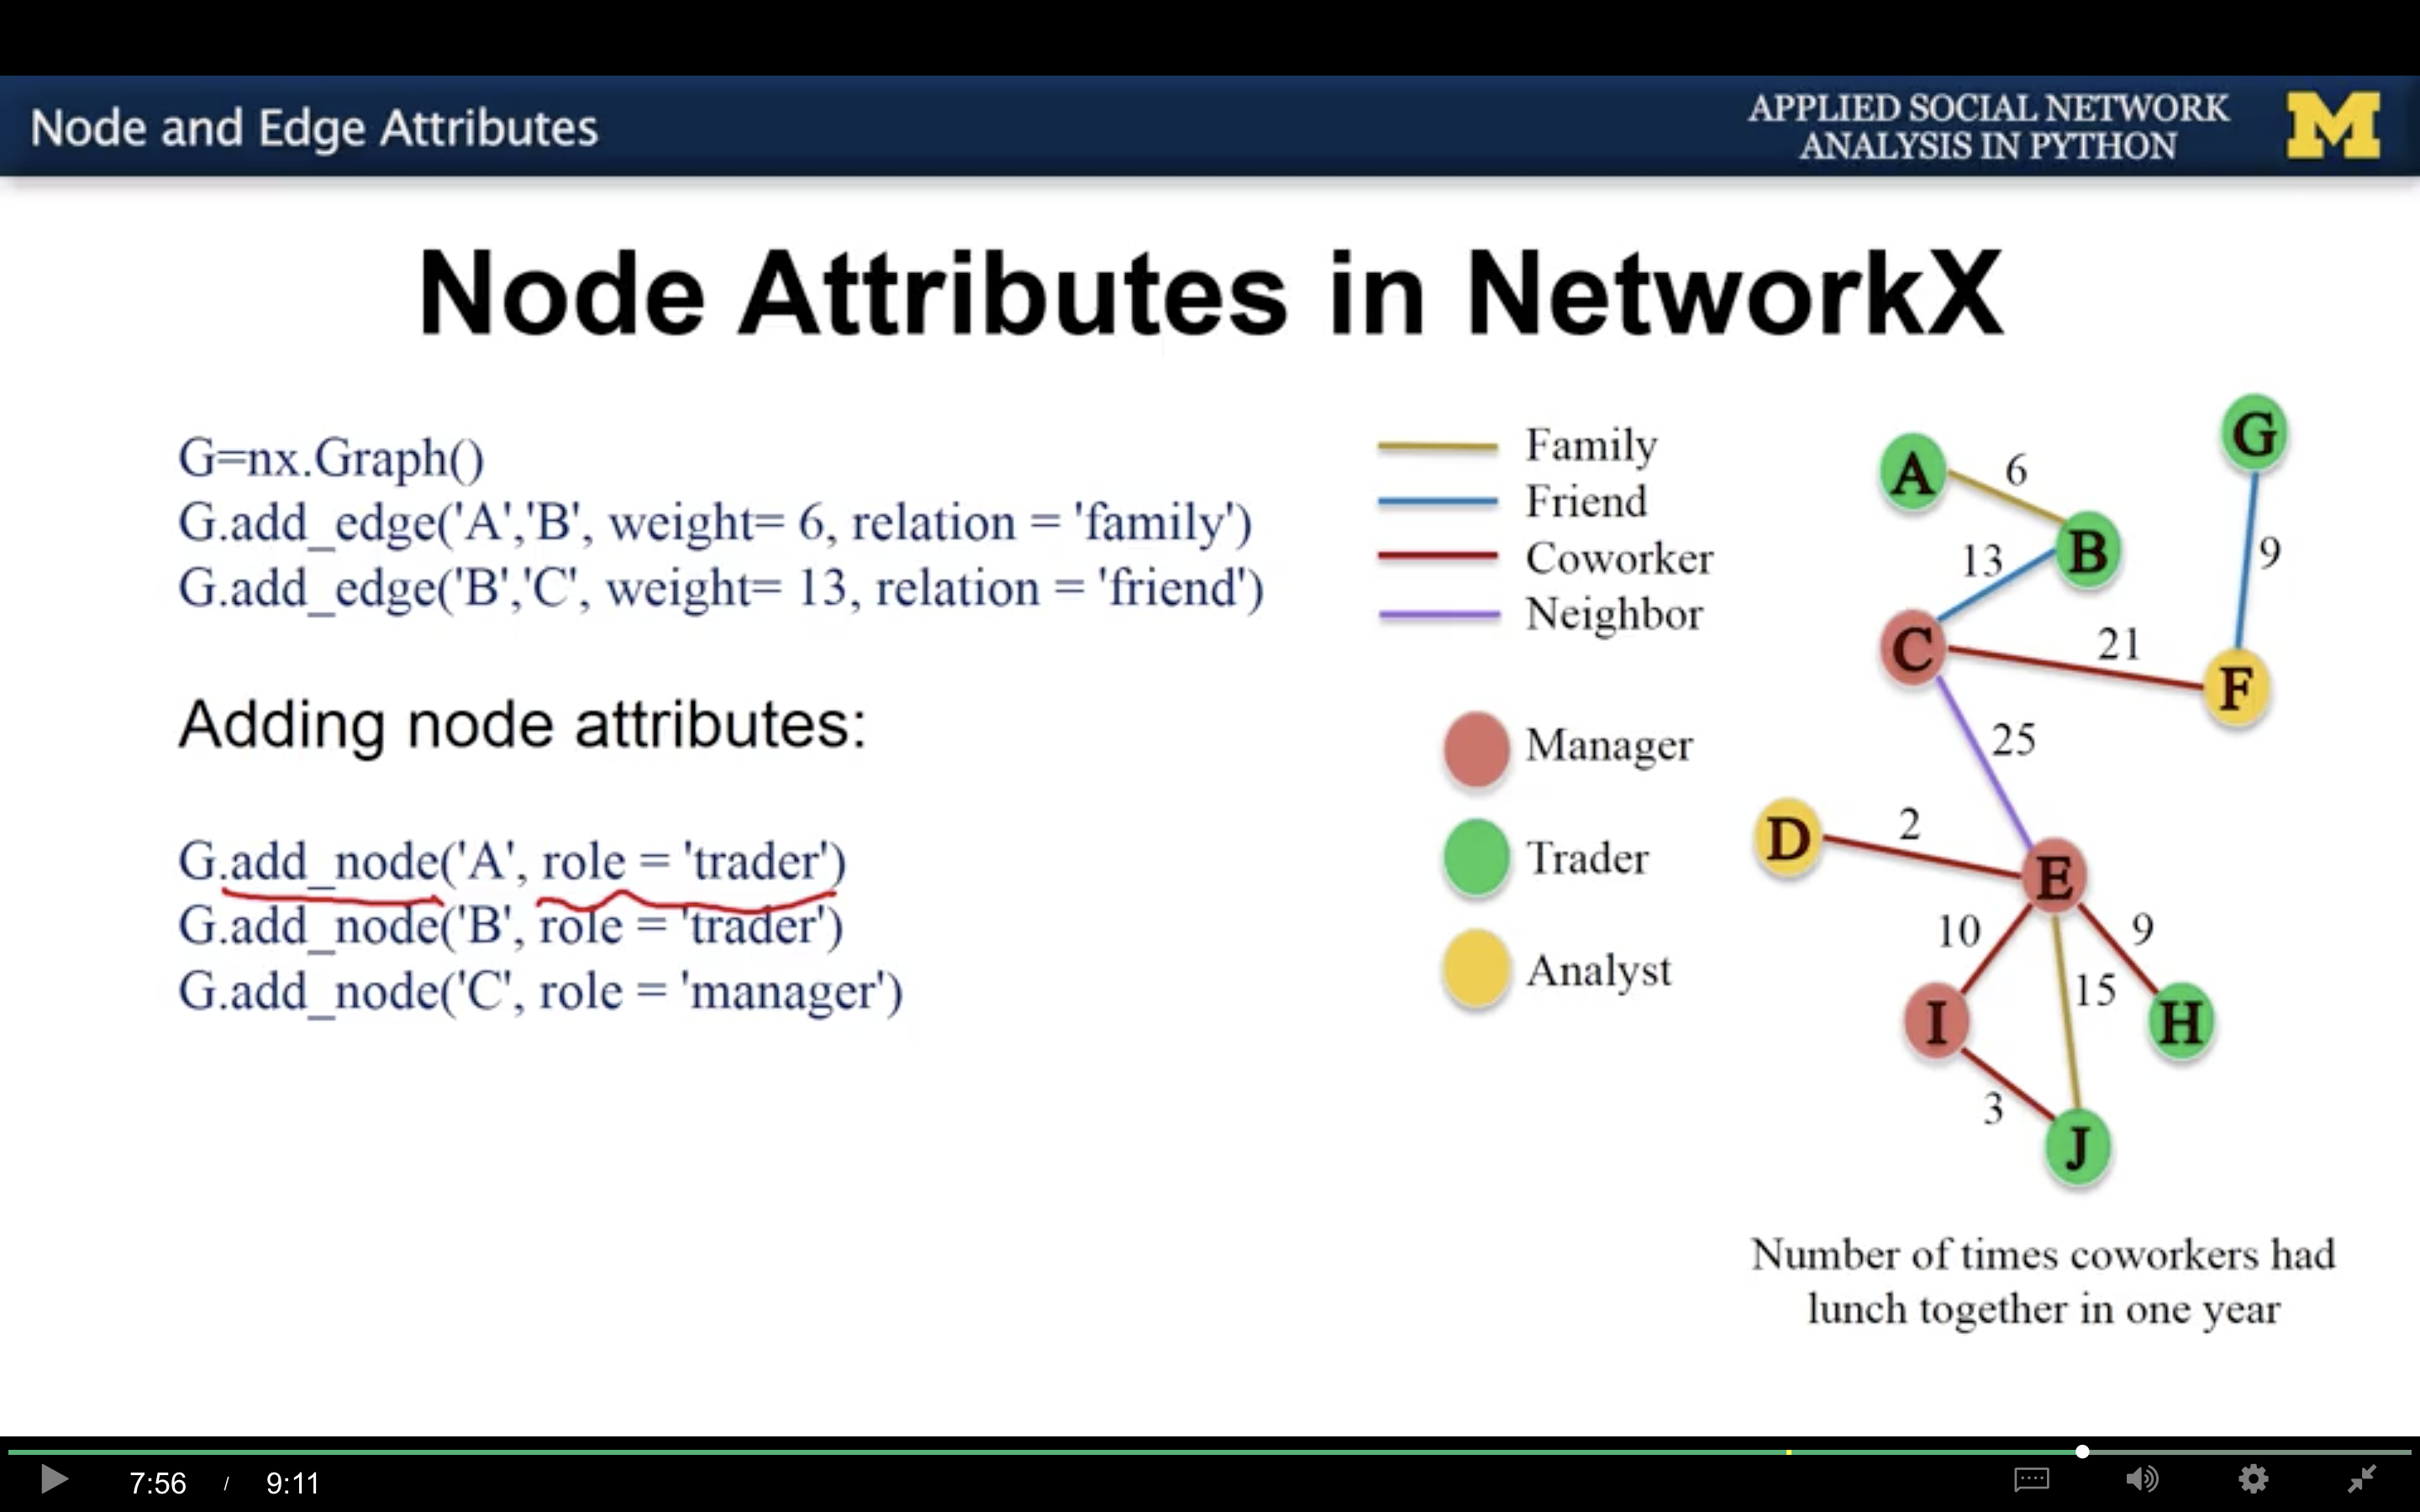 Node and Edge Attributes
APPLIED SOCIAL NETWORK
ANALYSIS IN PYTHON
M
Node Attributes in NetworkX
G=nx.Graph()
G.add_edge('A','B', weight= 6, relation = 'family')
G.add_edge('B','C', weight= 13, relation = 'friend')
Adding node attributes:
G.add_node('A', role = 'trader')
G.add_node('B', role = 'trader')
G.add_node('C', role = 'manager')
Family
Friend
Coworker
Neighbor
Manager
Trader
Analyst
G
A
6
B
9
13
C
21
F
25
D
2
E
10
9
15
I
H
3
J
Number of times coworkers had
lunch together in one year
7:56 / 9:11